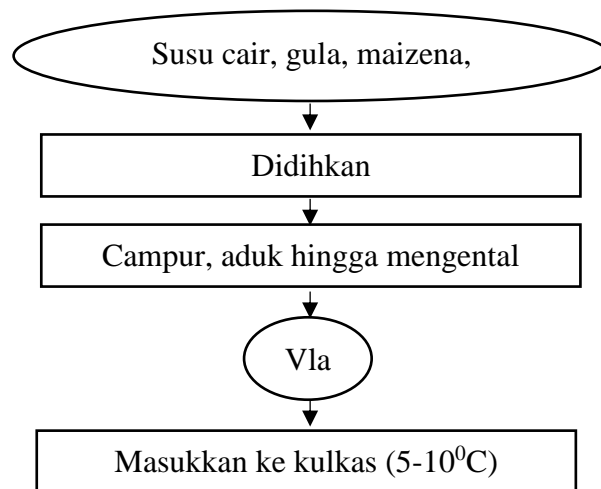 Susu cair, gula, maizena,
Didihkan
Campur, aduk hingga mengental
Vla
Masukkan ke kulkas (5-10⁰C)